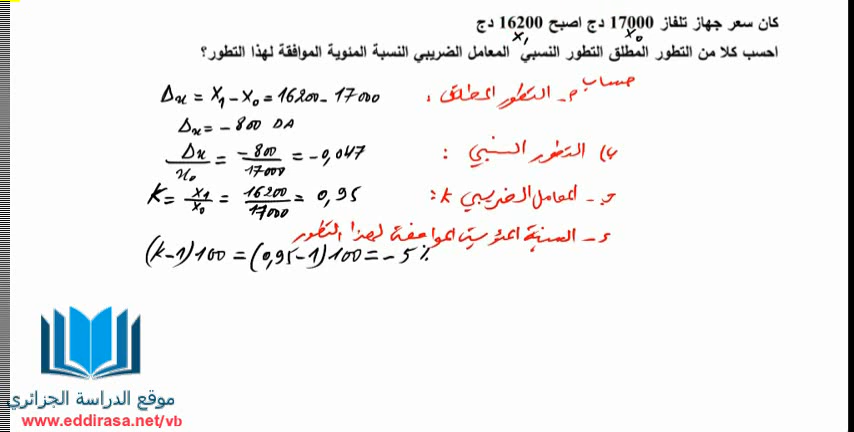 كان سعر جهاز تلفاز 17000 دج اصبح 16200 دج
x₁ x₀
احسب كلا من التطور المطلق التطور النسبي المعامل الضريبي النسبة المئوية الموافقة لهذا التطور؟
حساب
أ- التطور المطلق :
Δx = x₁ - x₀ = 16200 - 17000
Δx = - 800 DA
ب) التطور النسبي :
Δx/x₀ = -800/17000 = -0,047
ج- المعامل الضريبي K:
K = x₁/x₀ = 16200/17000 = 0,95
د- النسبة المئوية الموافقة لهذا التطور
(k-1)100 = (0,95-1)100 = - 5%
موقع الدراسة الجزائري
www.eddirasa.net/vb